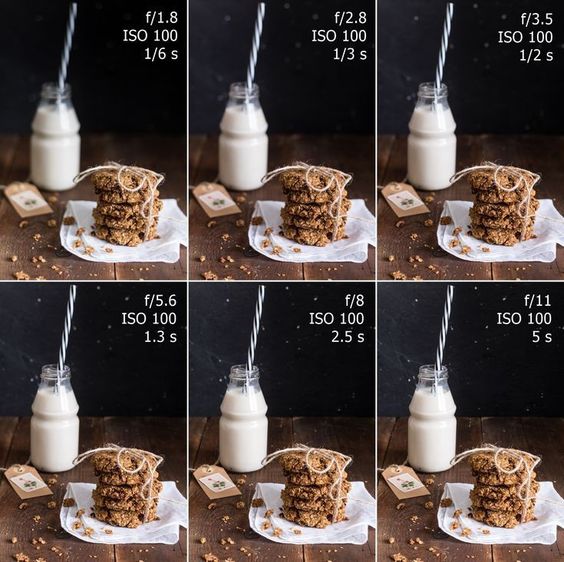 f/1.8
ISO 100
1/6 s
f/2.8
ISO 100
1/3 s
f/3.5
ISO 100
1/2 s
f/5.6
ISO 100
1.3 s
f/8
ISO 100
2.5 s
f/11
ISO 100
5 s